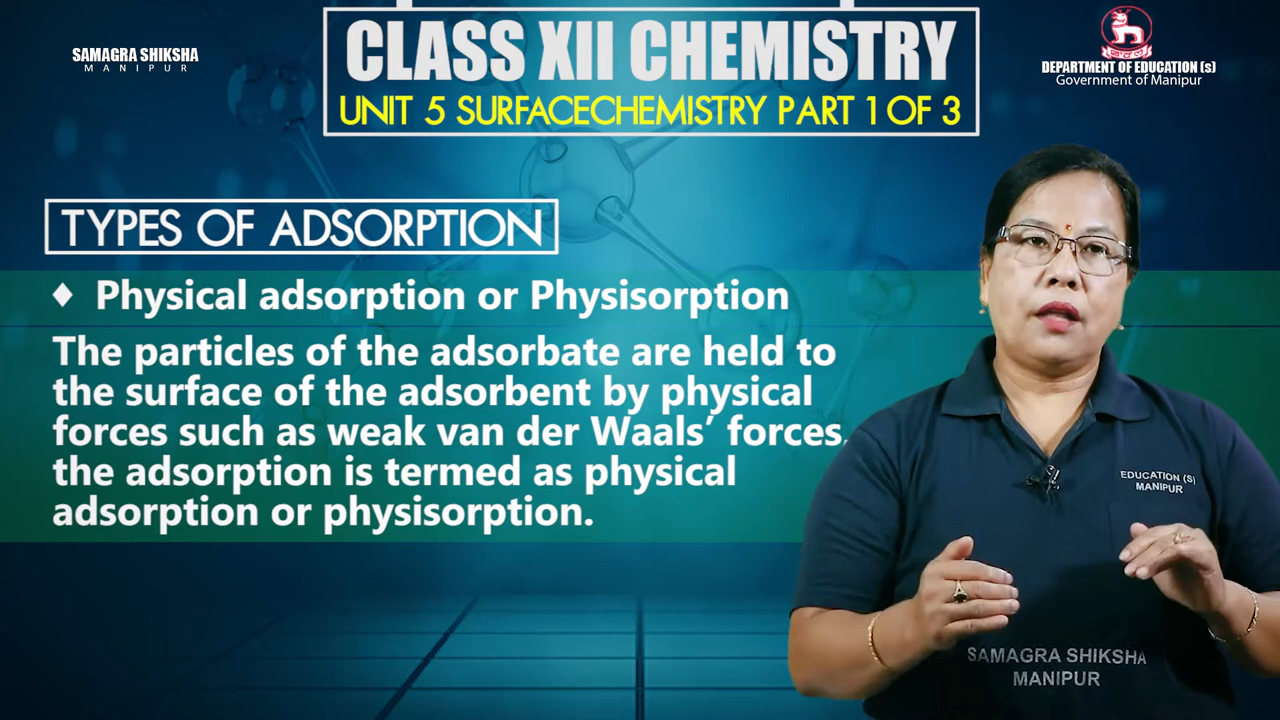 SAMAGRA SHIKSHA
MANIPUR
CLASS XII CHEMISTRY
UNIT 5 SURFACECHEMISTRY PART 1 OF 3
DEPARTMENT OF EDUCATION (s)
Government of Manipur
TYPES OF ADSORPTION
♦ Physical adsorption or Physisorption
The particles of the adsorbate are held to
the surface of the adsorbent by physical
forces such as weak van der Waals’ forces,
the adsorption is termed as physical
adsorption or physisorption.
EDUCATION (S)
MANIPUR
SAMAGRA SHIKSHA
MANIPUR